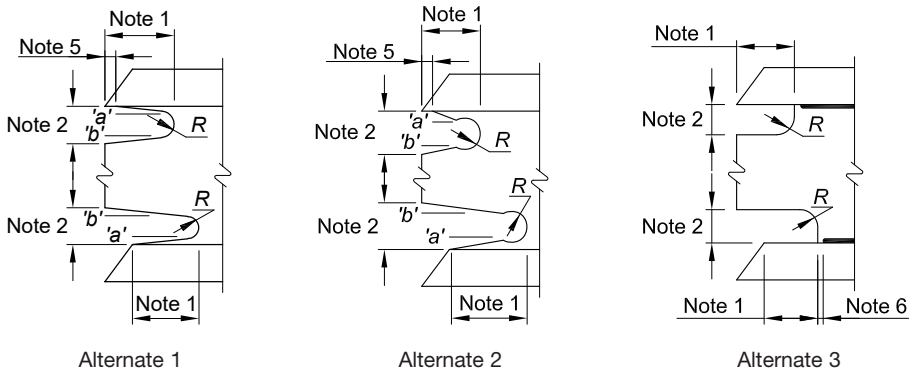 Note 1
Note 5
'a'
R
Note 2
'b'
R
'b'
Note 2
'a'
Note 1
Alternate 1
Note 1
Note 5
'a'
Note 2
'b'
R
R
'b'
Note 2
'a'
Note 1
Alternate 2
Note 1
Note 2
R
R
Note 2
Note 1
Note 6
Alternate 3